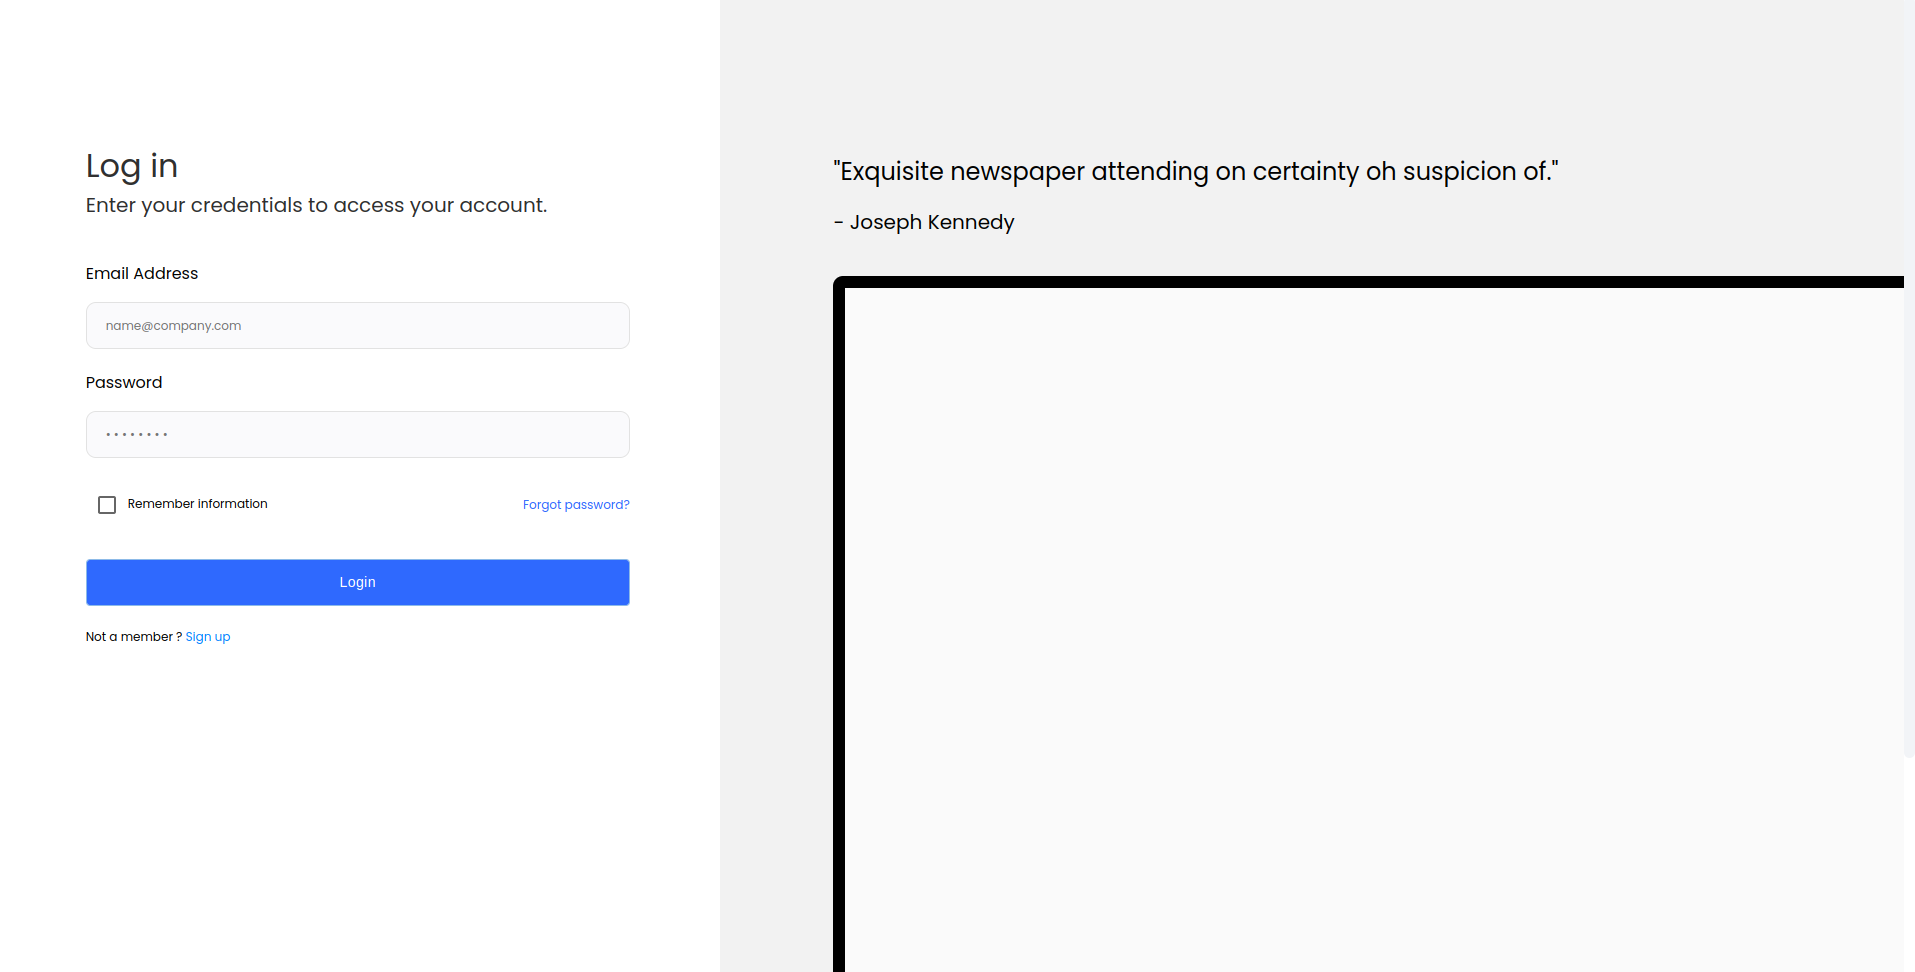 Log in
Enter your credentials to access your account.
Email Address
name@company.com
Password
••••••••
Remember information
Forgot password?
Login
Not a member ? Sign up
"Exquisite newspaper attending on certainty oh suspicion of."
- Joseph Kennedy